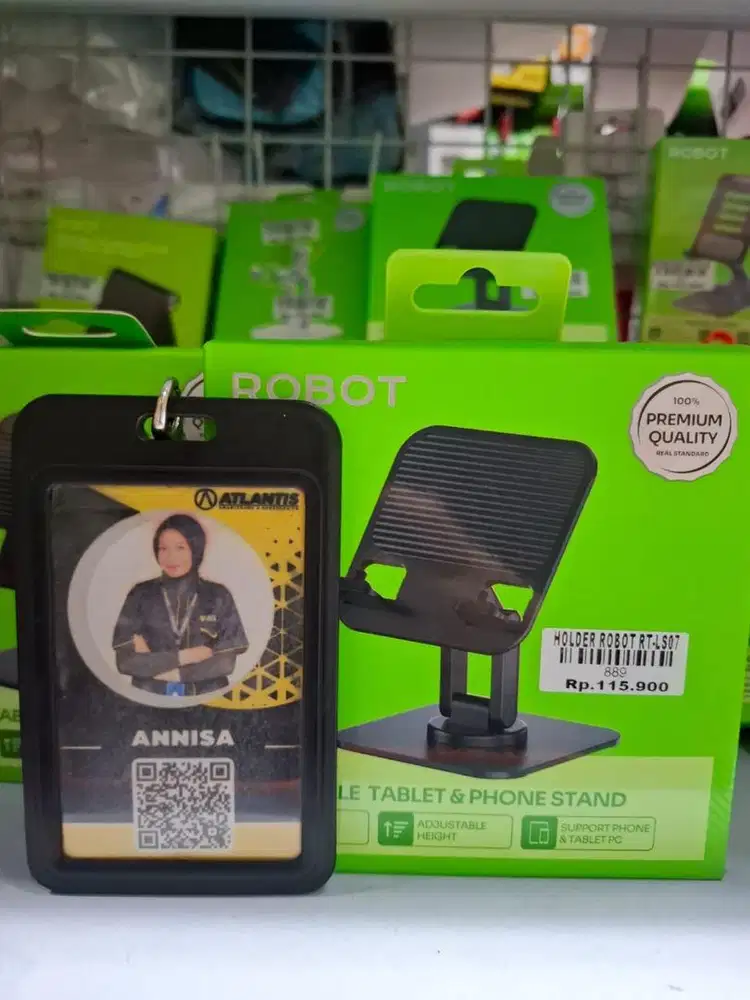 ROBOT
ROBOT
ROBOT
100%
PREMIUM
QUALITY
REAL STANDARD
ATLANTIS
HOLDER ROBOT RT-LS07
889
Rp.115.900
ANNISA
LE TABLET & PHONE STAND
ADJUSTABLE
HEIGHT
SUPPORT PHONE
& TABLET PC